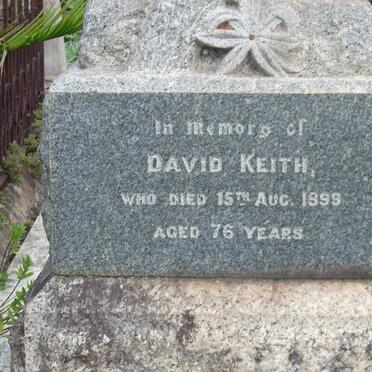 In Memory of
DAVID KEITH,
WHO DIED 15TH AUG. 1899
AGED 76 YEARS